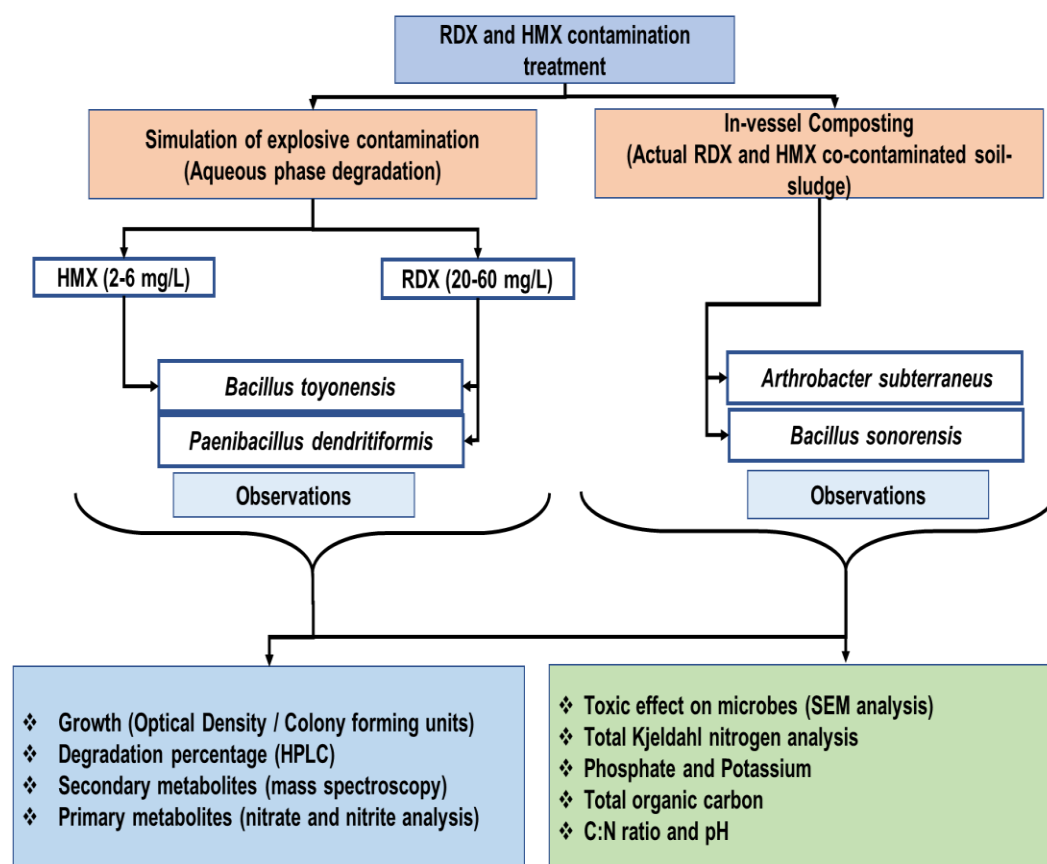 RDX and HMX contamination
treatment
Simulation of explosive contamination
(Aqueous phase degradation)
In-vessel Composting
(Actual RDX and HMX co-contaminated soil-
sludge)
HMX (2-6 mg/L)
RDX (20-60 mg/L)
Bacillus toyonensis
Paenibacillus dendritiformis
Arthrobacter subterraneus
Bacillus sonorensis
Observations
Observations
❖ Growth (Optical Density / Colony forming units)
❖ Degradation percentage (HPLC)
❖ Secondary metabolites (mass spectroscopy)
❖ Primary metabolites (nitrate and nitrite analysis)
❖ Toxic effect on microbes (SEM analysis)
❖ Total Kjeldahl nitrogen analysis
❖ Phosphate and Potassium
❖ Total organic carbon
❖ C:N ratio and pH